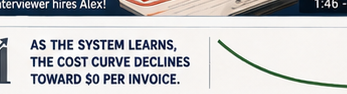 nterviewer hires Alex!
1:46 -
AS THE SYSTEM LEARNS,
THE COST CURVE DECLINES
TOWARD $0 PER INVOICE.